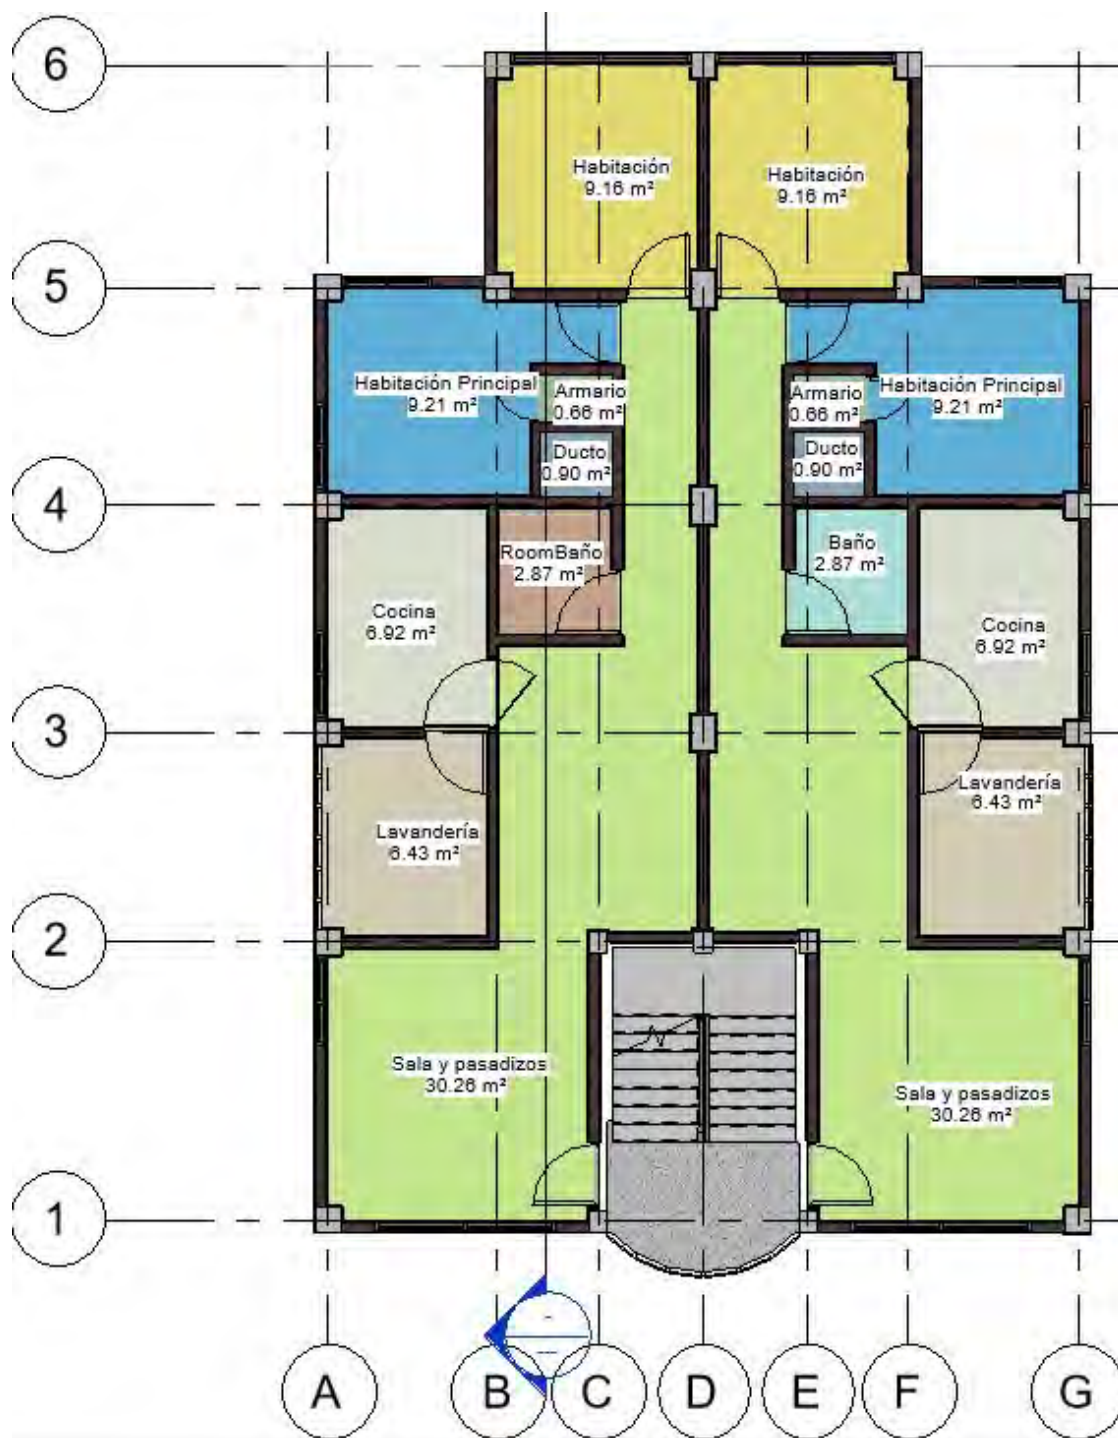 6
Habitación
9.16 m²
Habitación
9.16 m²
5
Habitación Principal
9.21 m²
Armario
0.66 m²
Armario
0.66 m²
Habitación Principal
9.21 m²
Ducto
0.90 m²
Ducto
0.90 m²
4
RoomBaño
2.87 m²
Baño
2.87 m²
Cocina
6.92 m²
Cocina
6.92 m²
3
Lavandería
6.43 m²
Lavandería
6.43 m²
2
Sala y pasadizos
30.26 m²
Sala y pasadizos
30.26 m²
1
A B C D E F G